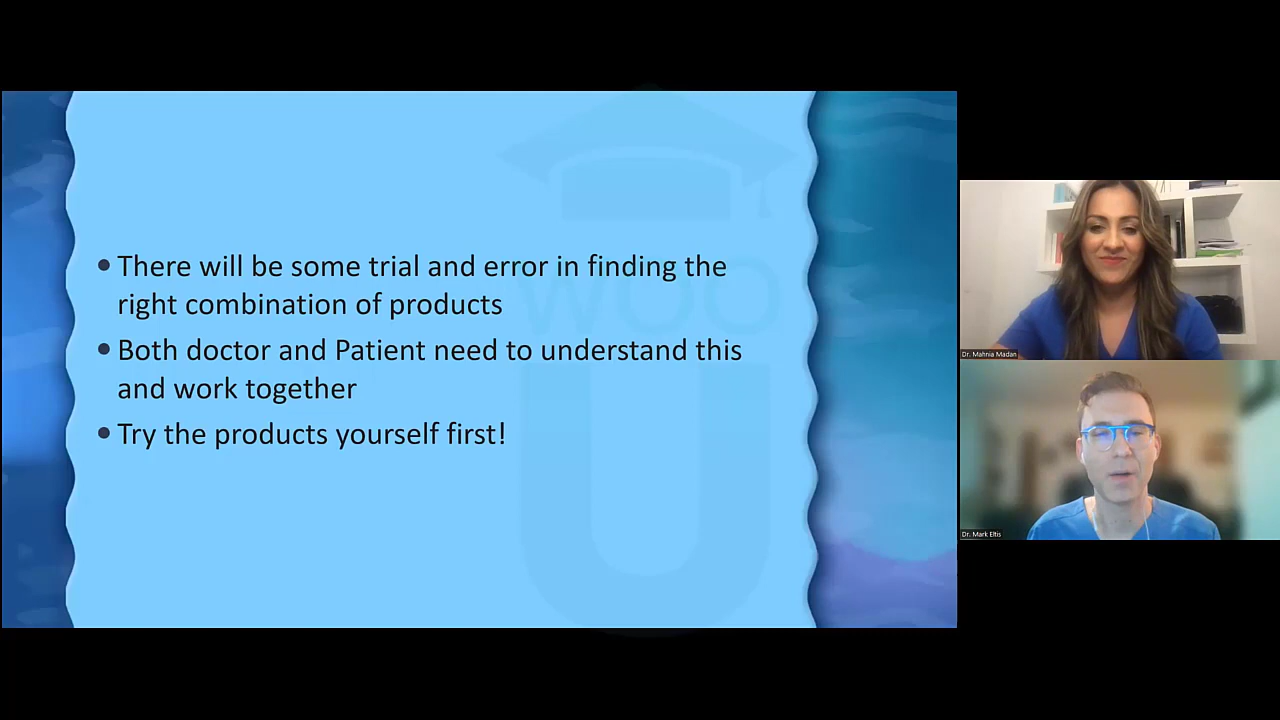 • There will be some trial and error in finding the
right combination of products
• Both doctor and Patient need to understand this
and work together
• Try the products yourself first!
WOO
U
Dr. Mahnia Madan
Dr. Mark Eltis